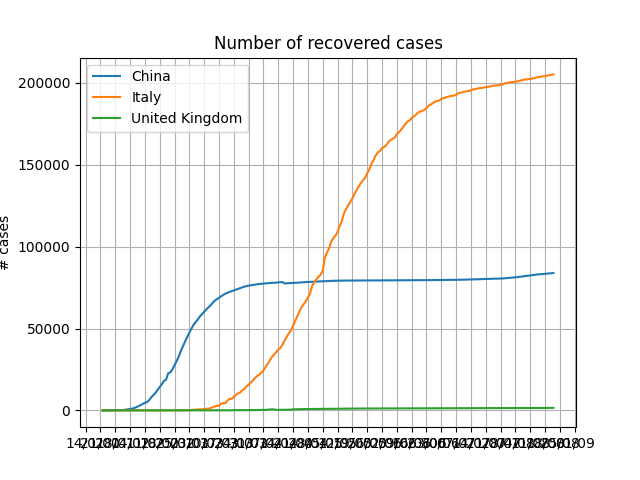 Number of recovered cases
China
Italy
United Kingdom
200000
150000
100000
50000
0
# cases